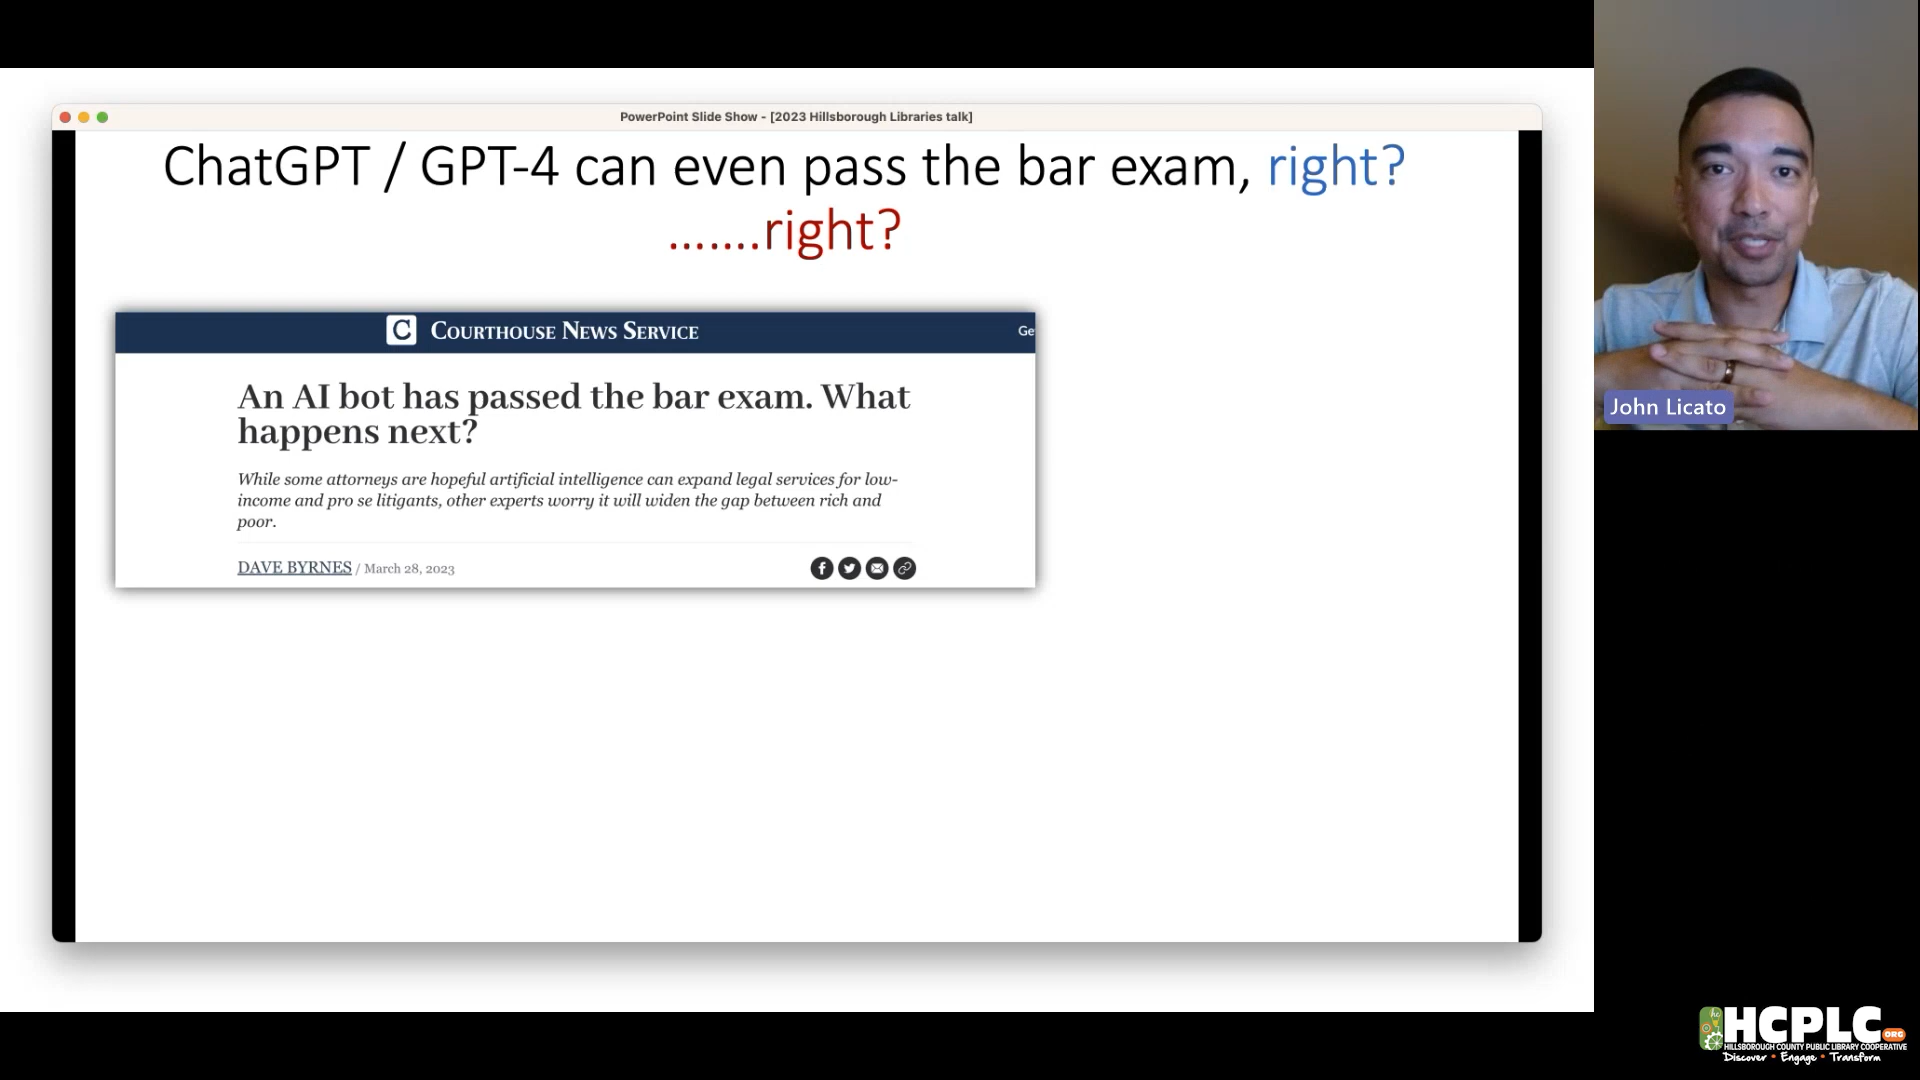 PowerPoint Slide Show - [2023 Hillsborough Libraries talk]
ChatGPT / GPT-4 can even pass the bar exam, right?
.......right?
C COURTHOUSE NEWS SERVICE
Ge
An AI bot has passed the bar exam. What
happens next?
While some attorneys are hopeful artificial intelligence can expand legal services for low-
income and pro se litigants, other experts worry it will widen the gap between rich and
poor.
DAVE BYRNES / March 28, 2023
John Licato
HCPLC.ORG
HILLSBOROUGH COUNTY PUBLIC LIBRARY COOPERATIVE
Discover • Engage • Transform